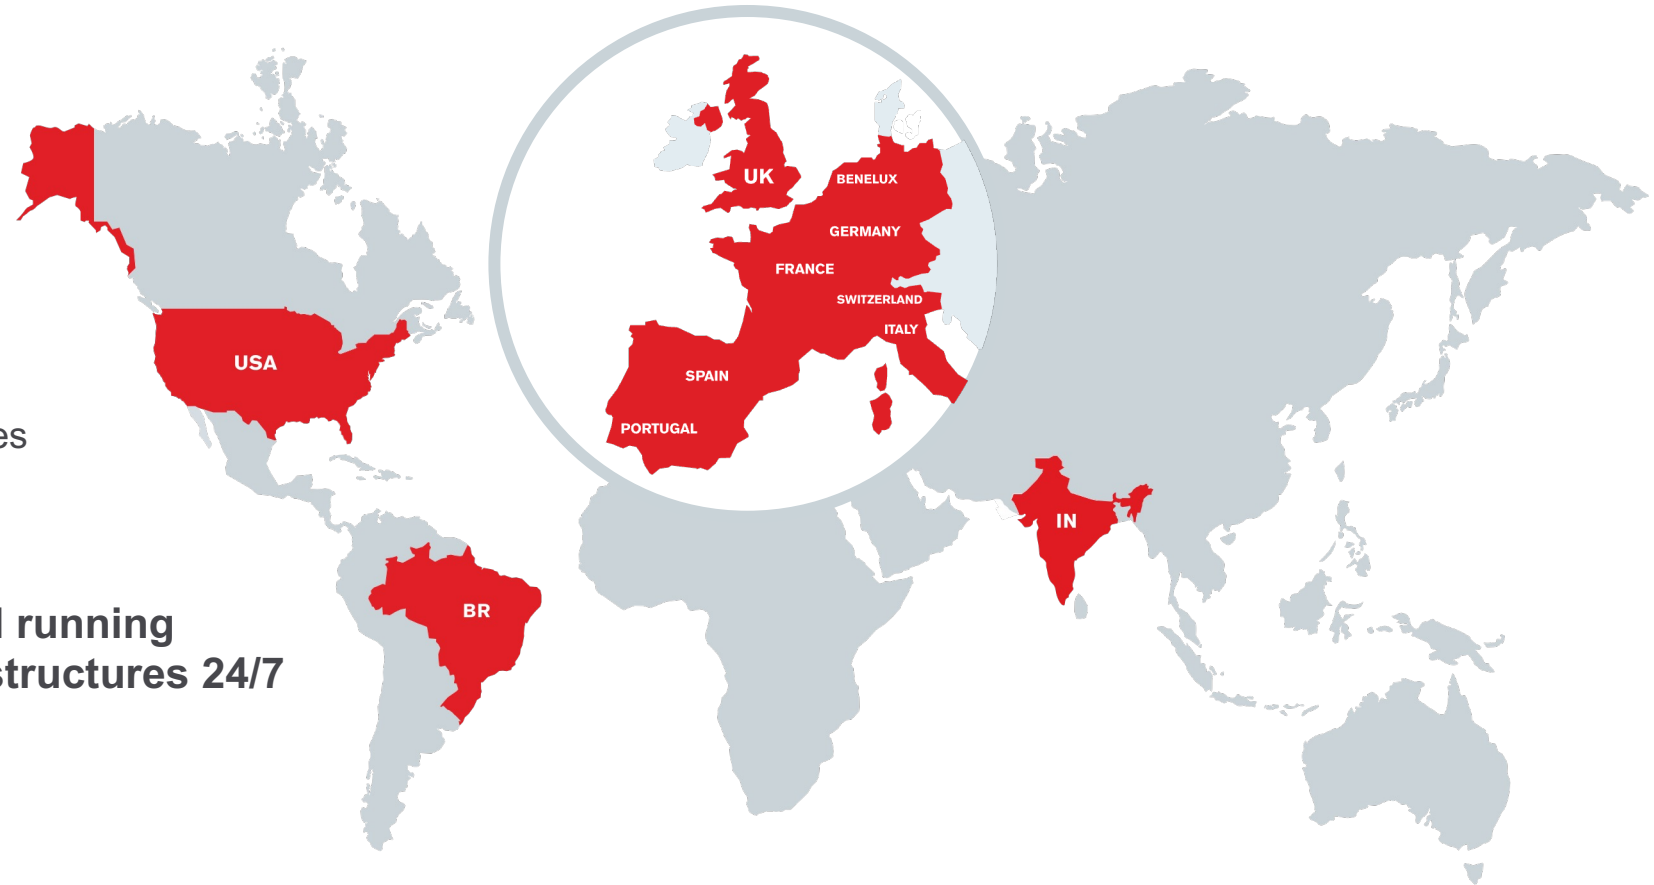 UK
BENELUX
GERMANY
FRANCE
SWITZERLAND
ITALY
USA
SPAIN
PORTUGAL
es
IN
BR
running
structures 24/7